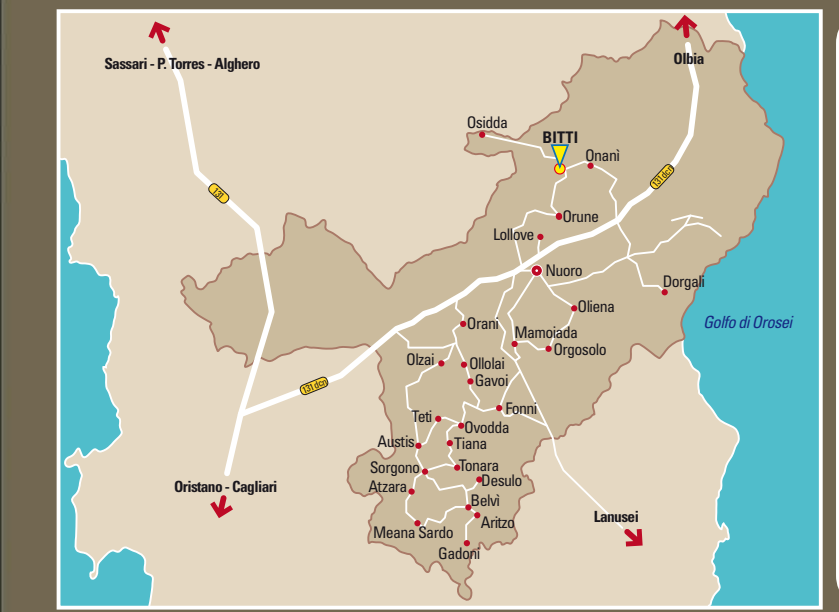 Olbia
Sassari - P. Torres - Alghero
Osidda
BITTI
Onanì
131 dcn
131
Orune
Lollove
Nuoro
Dorgali
Oliena
Golfo di Orosei
Orani
Mamoiada
Orgosolo
Olzai
Ollolai
Gavoi
131 dcn
Fonni
Teti
Ovodda
Austis
Tiana
Sorgono
Tonara
Desulo
Atzara
Oristano - Cagliari
Belvì
Aritzo
Lanusei
Meana Sardo
Gadoni